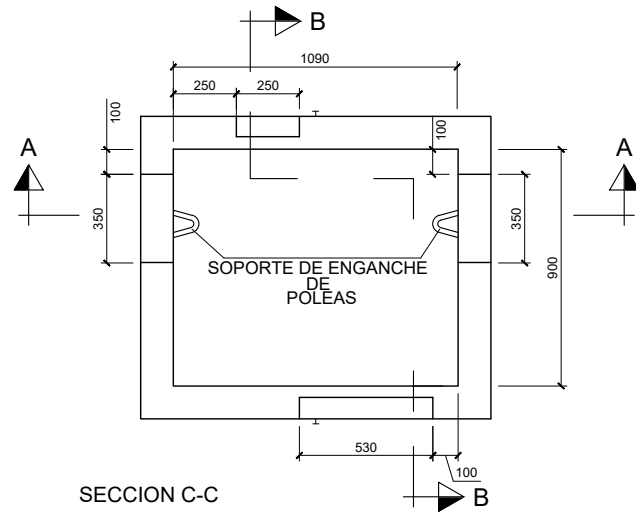 B
1090
250
250
100
100
A
A
350
350
SOPORTE DE ENGANCHE
DE
POLEAS
900
530
100
SECCION C-C
B